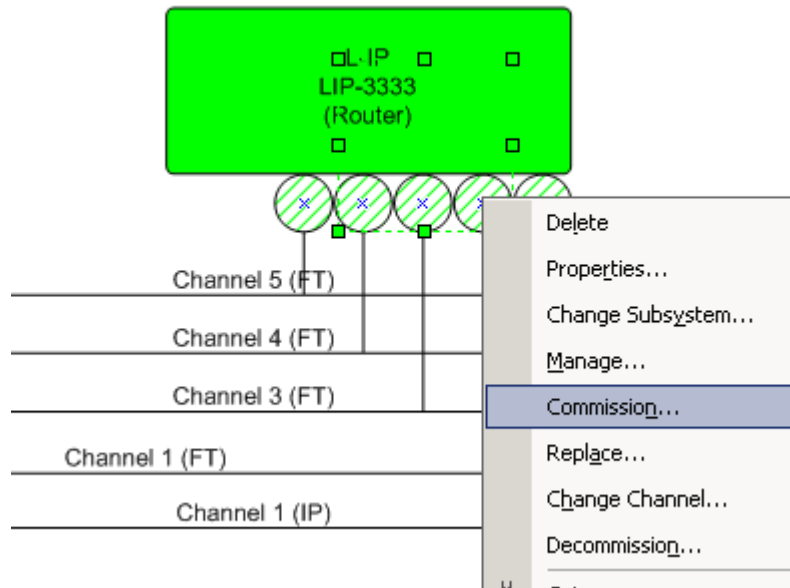 L-IP
LIP-3333
(Router)
Channel 5 (FT)
Channel 4 (FT)
Channel 3 (FT)
Channel 1 (FT)
Channel 1 (IP)
Delete
Properties...
Change Subsystem...
Manage...
Commission...
Replace...
Change Channel...
Decommission...